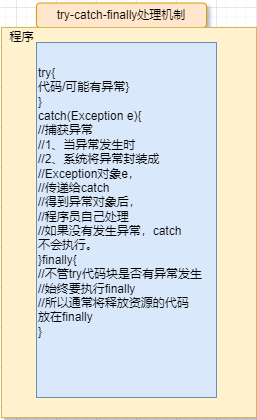 try-catch-finally处理机制
程序
try{
代码/可能有异常}
}
catch(Exception e){
//捕获异常
//1、当异常发生时
//2、系统将异常封装成
//Exception对象e，
//传递给catch
//得到异常对象后，
//程序员自己处理
//如果没有发生异常，catch
不会执行。
}finally{
//不管try代码块是否有异常发生
//始终要执行finally
//所以通常将释放资源的代码
放在finally
}